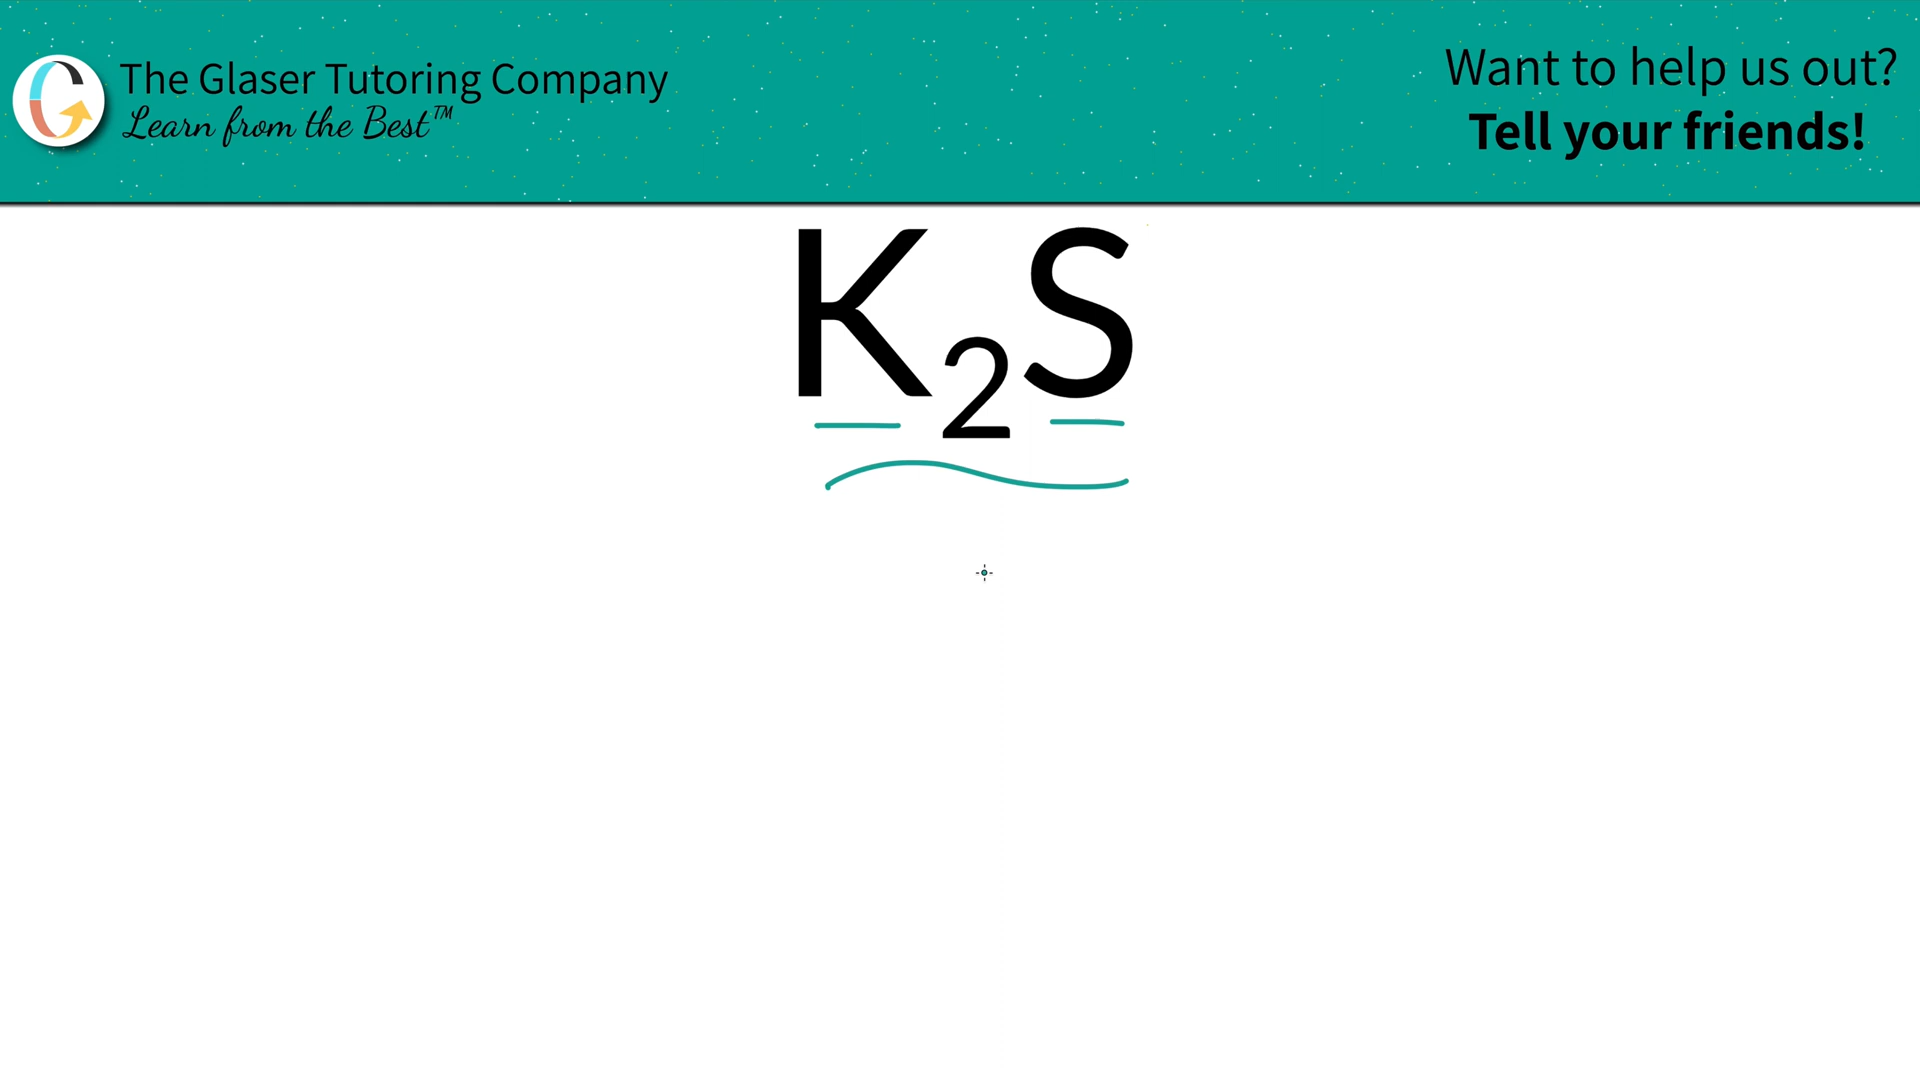 The Glaser Tutoring Company
Learn from the Best™
Want to help us out?
Tell your friends!
K₂S